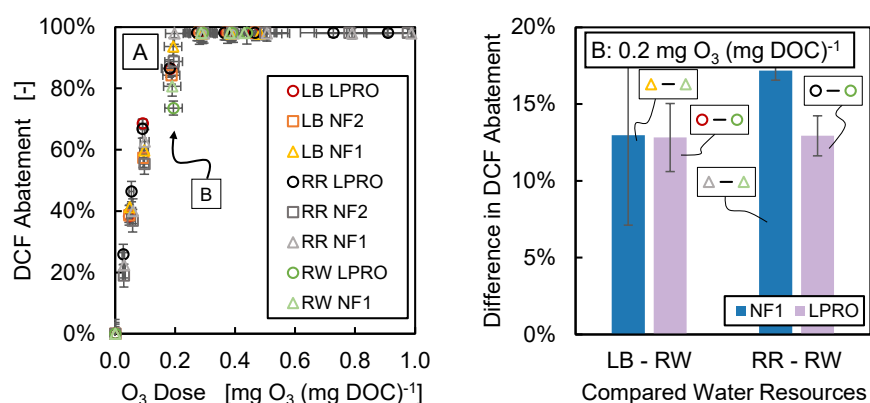 A
100%
80%
60%
40%
20%
0%
DCF Abatement [-]
0.0 0.2 0.4 0.6 0.8 1.0
O₃ Dose [mg O₃ (mg DOC)⁻¹]
LB LPRO
LB NF2
LB NF1
RR LPRO
RR NF2
RR NF1
RW LPRO
RW NF1
B
B: 0.2 mg O₃ (mg DOC)⁻¹
20%
15%
10%
5%
0%
Difference in DCF Abatement
NF1 LPRO
LB - RW RR - RW
Compared Water Resources